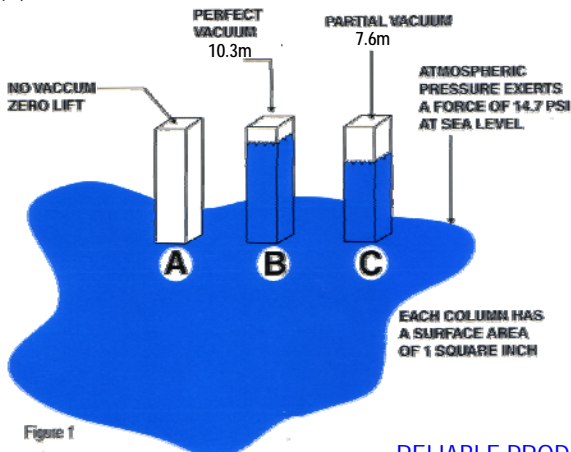 PERFECT
VACUUM
10.3m
PARTIAL VACUUM
7.6m
NO VACCUM
ZERO LIFT
ATMOSPHERIC
PRESSURE EXERTS
A FORCE OF 14.7 PSI
AT SEA LEVEL
A
B
C
EACH COLUMN HAS
A SURFACE AREA
OF 1 SQUARE INCH
Figure 1